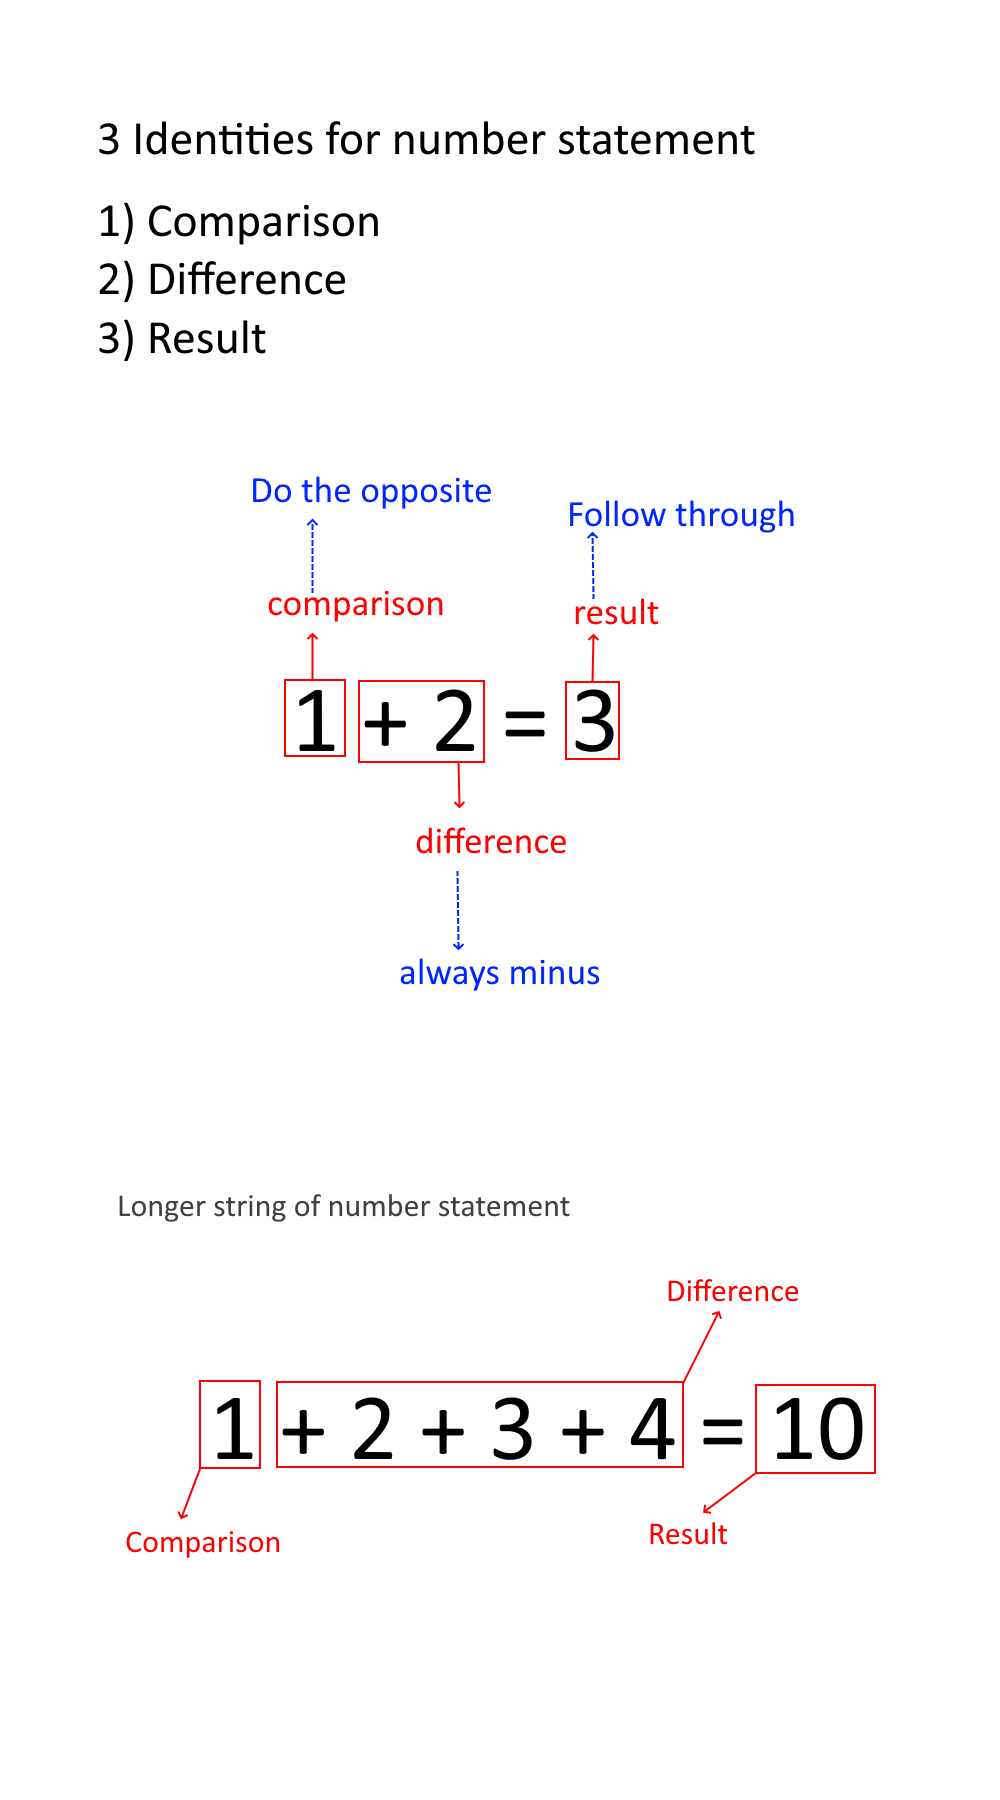 3 Identities for number statement
1) Comparison
2) Difference
3) Result
Do the opposite
Follow through
comparison
result
1 + 2 = 3
difference
always minus
Longer string of number statement
Difference
1 + 2 + 3 + 4 = 10
Comparison
Result